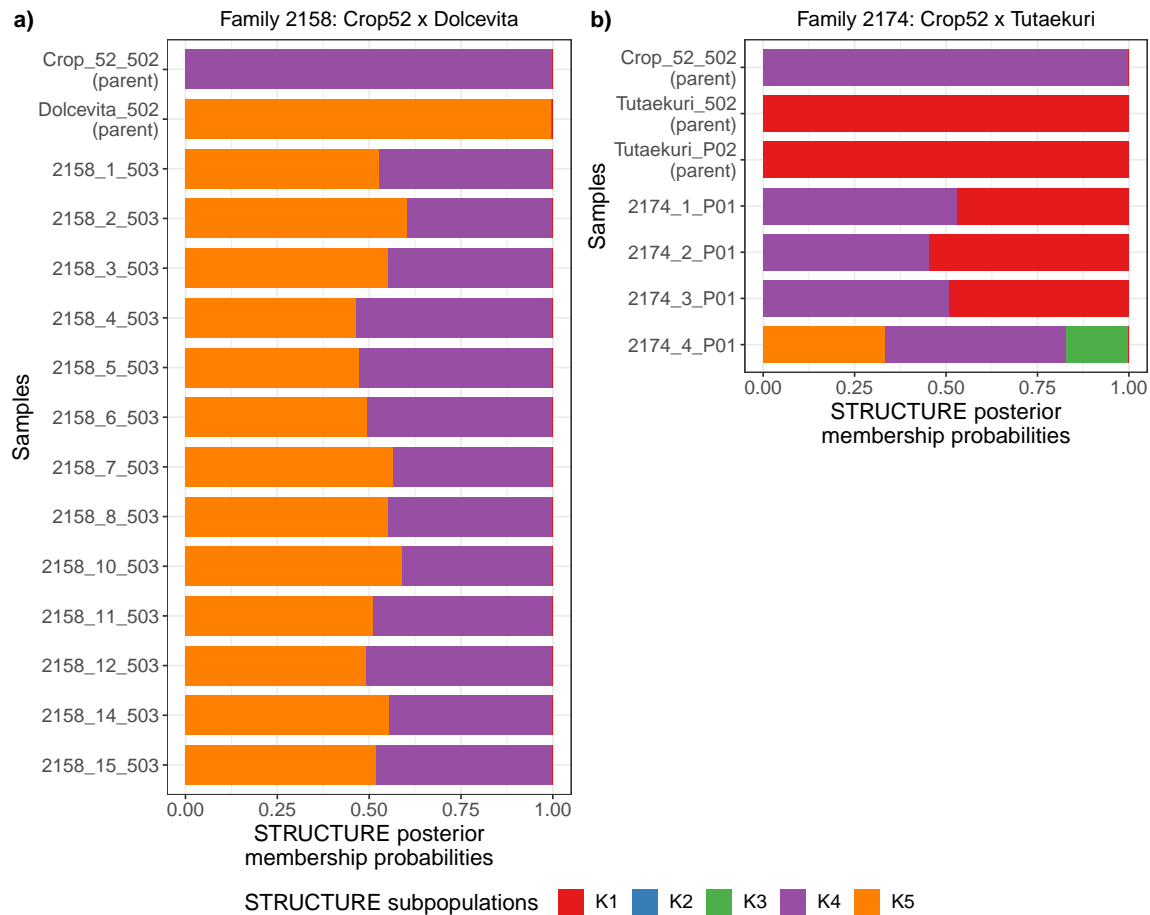 a)
Family 2158: Crop52 x Dolcevita
Samples
Crop_52_502
(parent)
Dolcevita_502
(parent)
2158_1_503
2158_2_503
2158_3_503
2158_4_503
2158_5_503
2158_6_503
2158_7_503
2158_8_503
2158_10_503
2158_11_503
2158_12_503
2158_14_503
2158_15_503
0.00 0.25 0.50 0.75 1.00
STRUCTURE posterior
membership probabilities
b)
Family 2174: Crop52 x Tutaekuri
Samples
Crop_52_502
(parent)
Tutaekuri_502
(parent)
Tutaekuri_P02
(parent)
2174_1_P01
2174_2_P01
2174_3_P01
2174_4_P01
0.00 0.25 0.50 0.75 1.00
STRUCTURE posterior
membership probabilities
STRUCTURE subpopulations K1 K2 K3 K4 K5